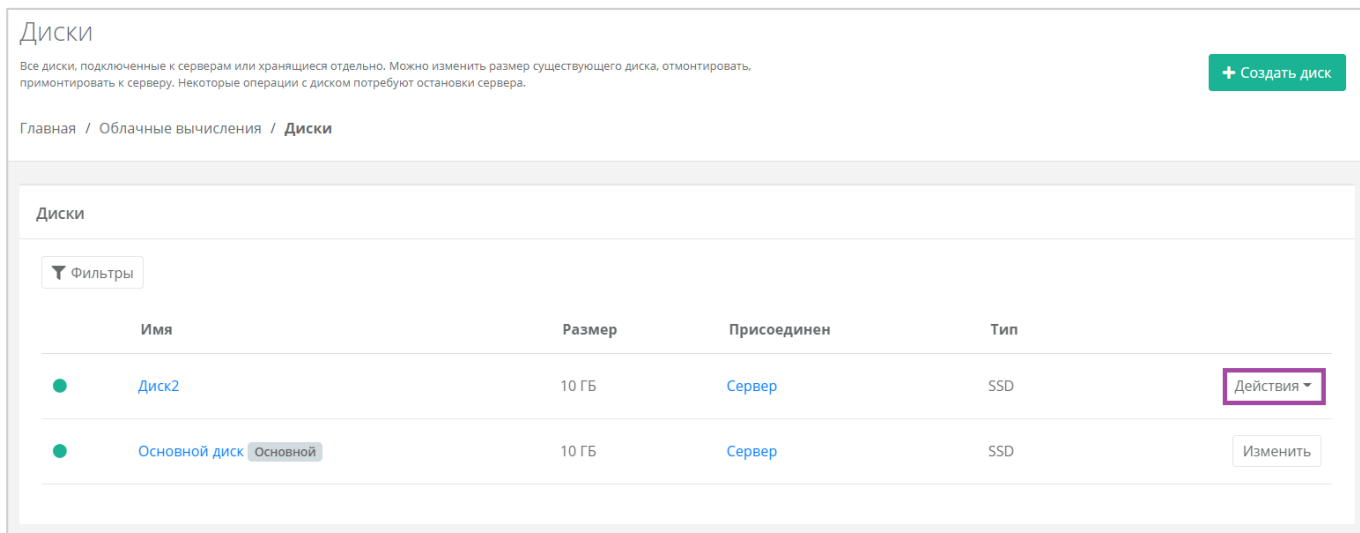 Диски
Все диски, подключенные к серверам или хранящиеся отдельно. Можно изменить размер существующего диска, отмонтировать,
примонтировать к серверу. Некоторые операции с диском потребуют остановки сервера.
+ Создать диск
Главная / Облачные вычисления / Диски
Диски
Фильтры
Имя Размер Присоединен Тип
Диск2 10 ГБ Сервер SSD Действия
Основной диск Основной 10 ГБ Сервер SSD Изменить